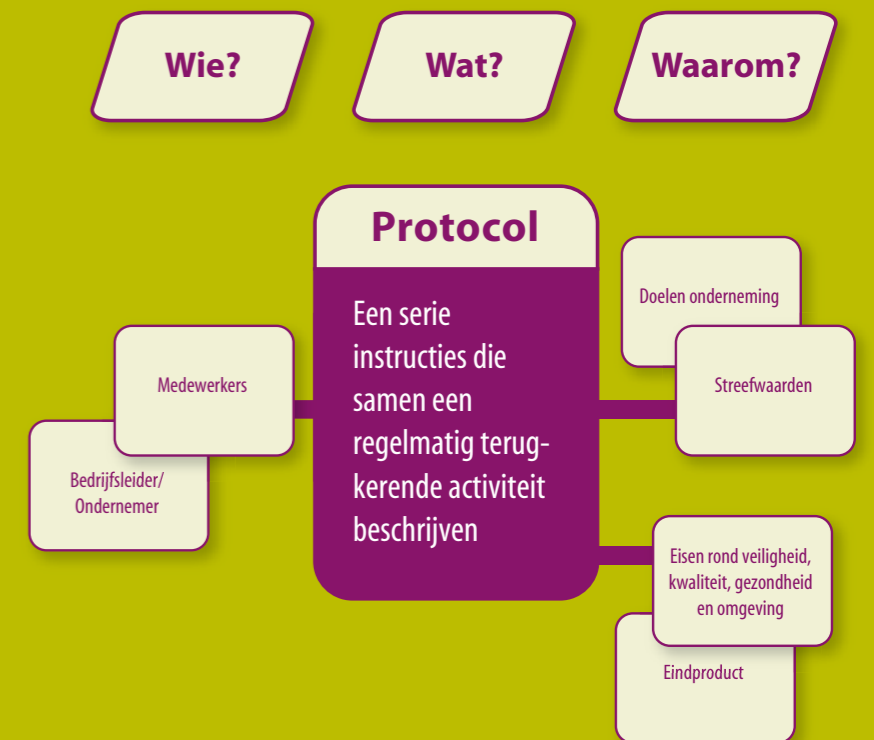 Wie?
Wat?
Waarom?
Protocol
Een serie
instructies die
samen een
regelmatig terug-
kerende activiteit
beschrijven
Medewerkers
Bedrijfsleider/
Ondernemer
Doelen onderneming
Streefwaarden
Eisen rond veiligheid,
kwaliteit, gezondheid
en omgeving
Eindproduct